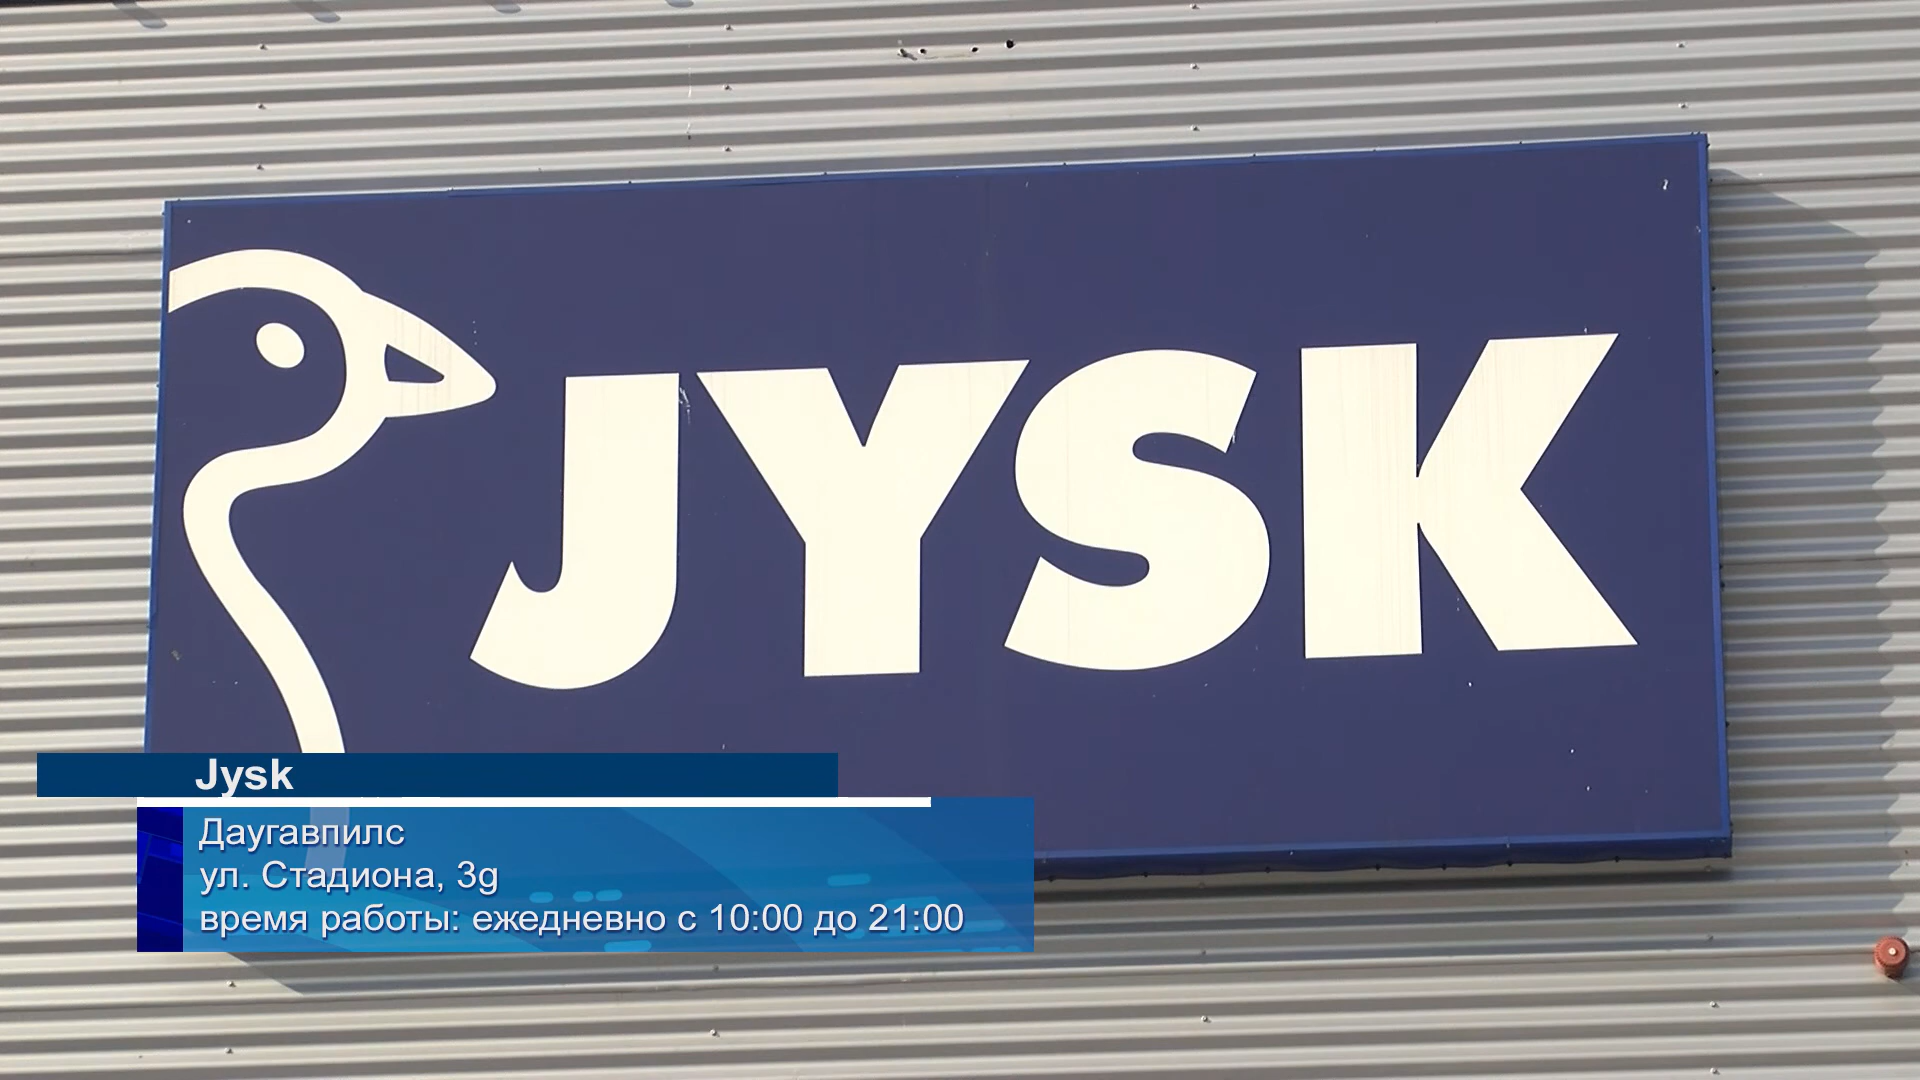 JYSK
Jysk
Даугавпилс
ул. Стадиона, 3g
время работы: ежедневно с 10:00 до 21:00